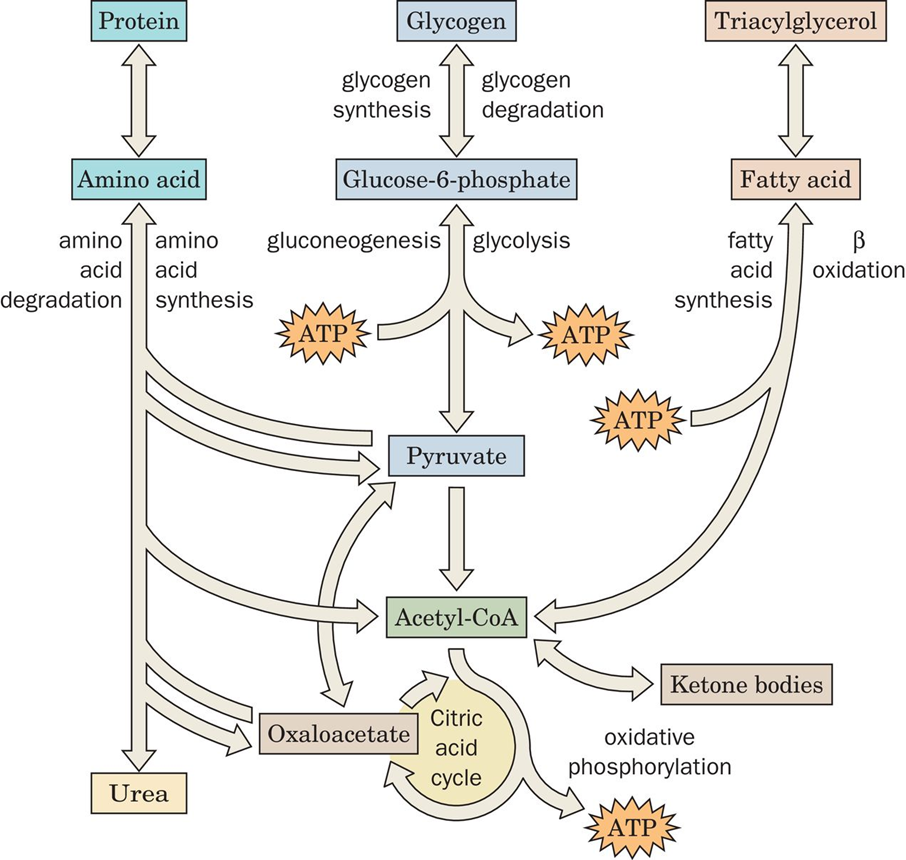 Protein
Glycogen
Triacylglycerol
glycogen
synthesis
glycogen
degradation
Amino acid
Glucose-6-phosphate
Fatty acid
amino
acid
degradation
amino
acid
synthesis
gluconeogenesis
glycolysis
fatty
acid
synthesis
β
oxidation
ATP
ATP
ATP
Pyruvate
Acetyl-CoA
Ketone bodies
Oxaloacetate
Citric
acid
cycle
oxidative
phosphorylation
Urea
ATP